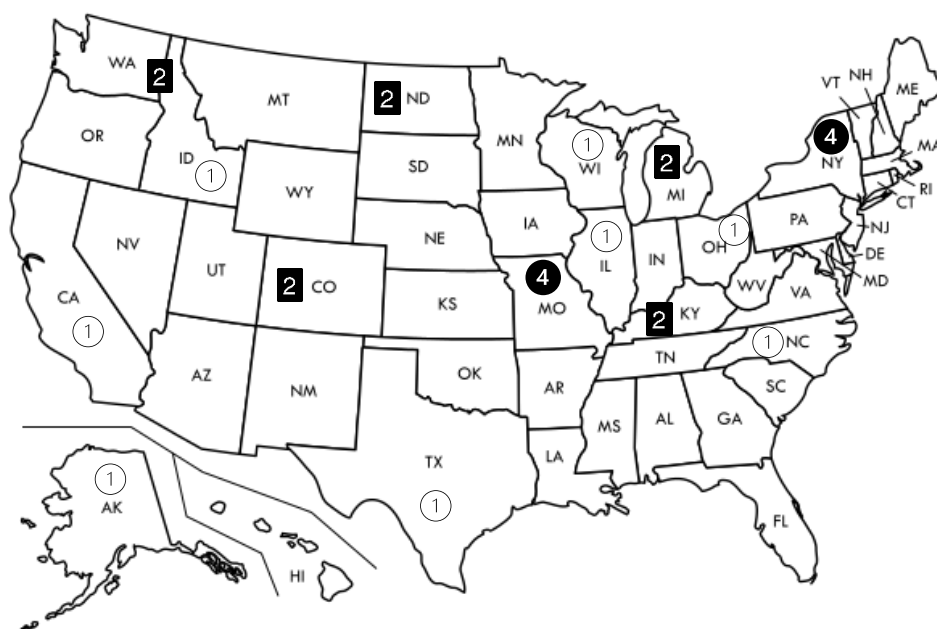 WA 2
MT
2 ND
MN
VT NH ME
OR
ID 1
WY
SD
1 WI
2 MI
4 NY
MA
RI
CT
NV
UT
NE
IA
1 IL
IN
OH 1
PA
NJ
DE
MD
CA 1
2 CO
KS
4 MO
2 KY
WV
VA
AZ
NM
OK
AR
TN
1 NC
SC
MS
AL
GA
TX 1
LA
FL
1 AK
HI